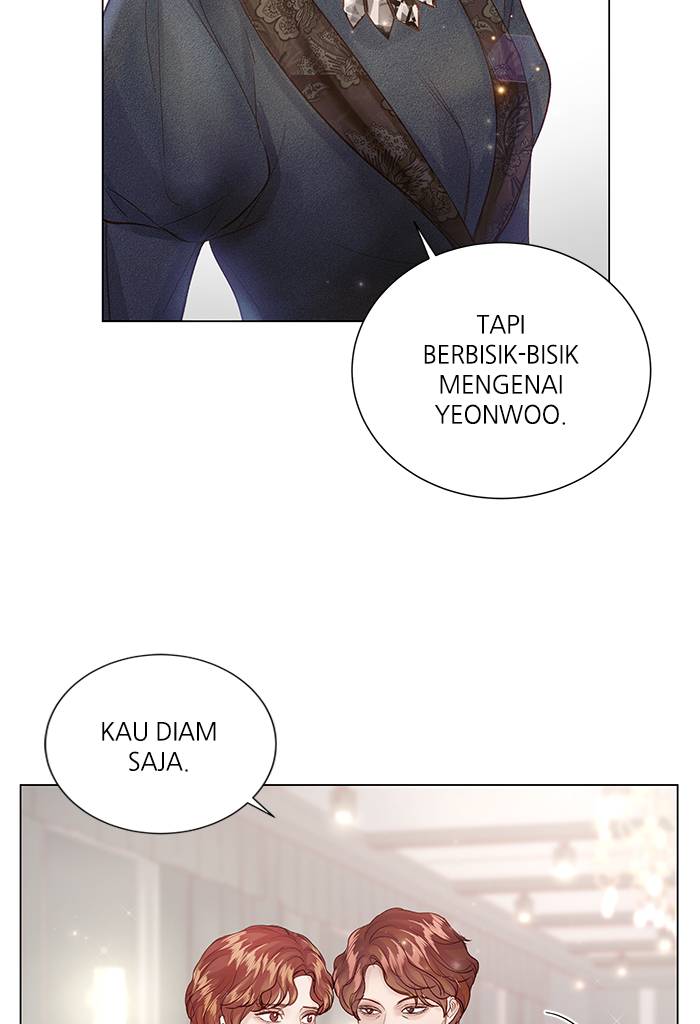 TAPI
BERBISIK-BISIK
MENGENAI
YEONWOO.
KAU DIAM
SAJA.